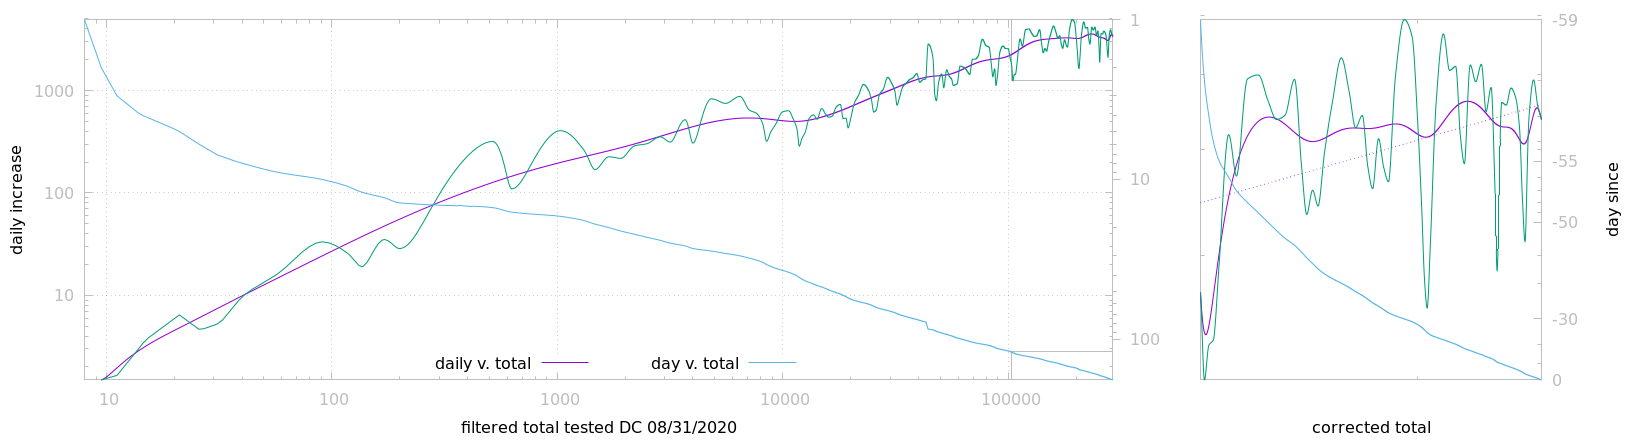 daily increase
1000
100
10
10
100
1000
10000
100000
1
10
100
daily v. total
day v. total
filtered total tested DC 08/31/2020
-59
-55
-50
-30
0
day since
corrected total